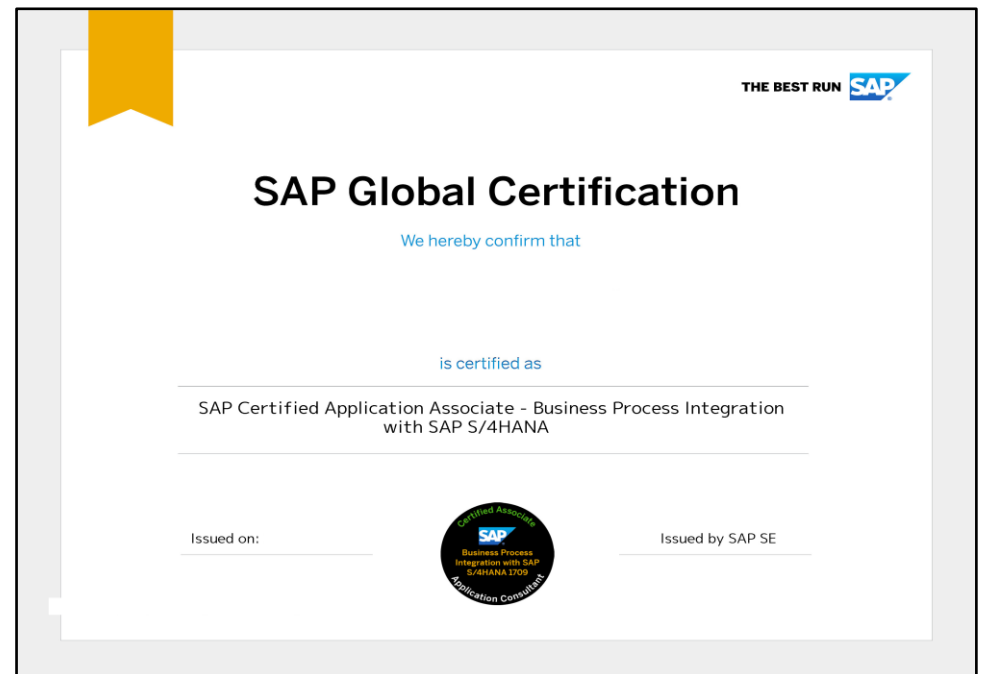 THE BEST RUN SAP
SAP Global Certification
We hereby confirm that
is certified as
SAP Certified Application Associate - Business Process Integration
with SAP S/4HANA
Issued on:
Certified Associate
SAP
Business Process
Integration with SAP
S/4HANA 1709
Application Consultant
Issued by SAP SE